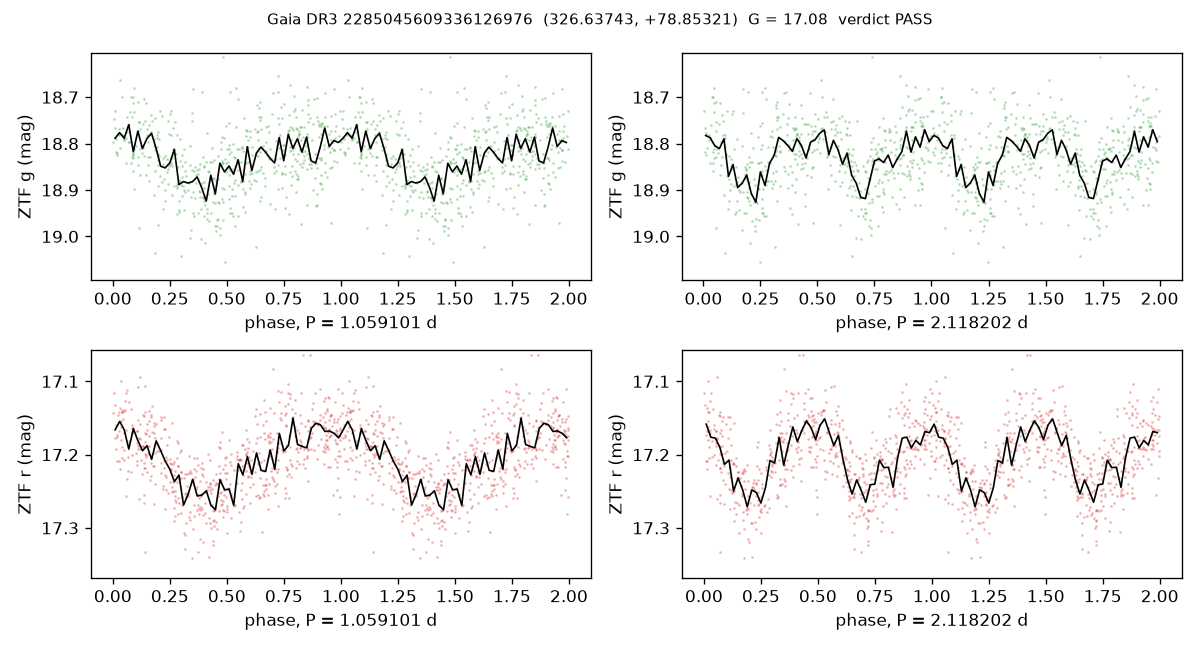 Gaia DR3 2285045609336126976 (326.63743, +78.85321) G = 17.08 verdict PASS
ZTF g (mag)
18.7
18.8
18.9
19.0
0.00 0.25 0.50 0.75 1.00 1.25 1.50 1.75 2.00
phase, P = 1.059101 d
ZTF g (mag)
18.7
18.8
18.9
19.0
0.00 0.25 0.50 0.75 1.00 1.25 1.50 1.75 2.00
phase, P = 2.118202 d
ZTF r (mag)
17.1
17.2
17.3
0.00 0.25 0.50 0.75 1.00 1.25 1.50 1.75 2.00
phase, P = 1.059101 d
ZTF r (mag)
17.1
17.2
17.3
0.00 0.25 0.50 0.75 1.00 1.25 1.50 1.75 2.00
phase, P = 2.118202 d